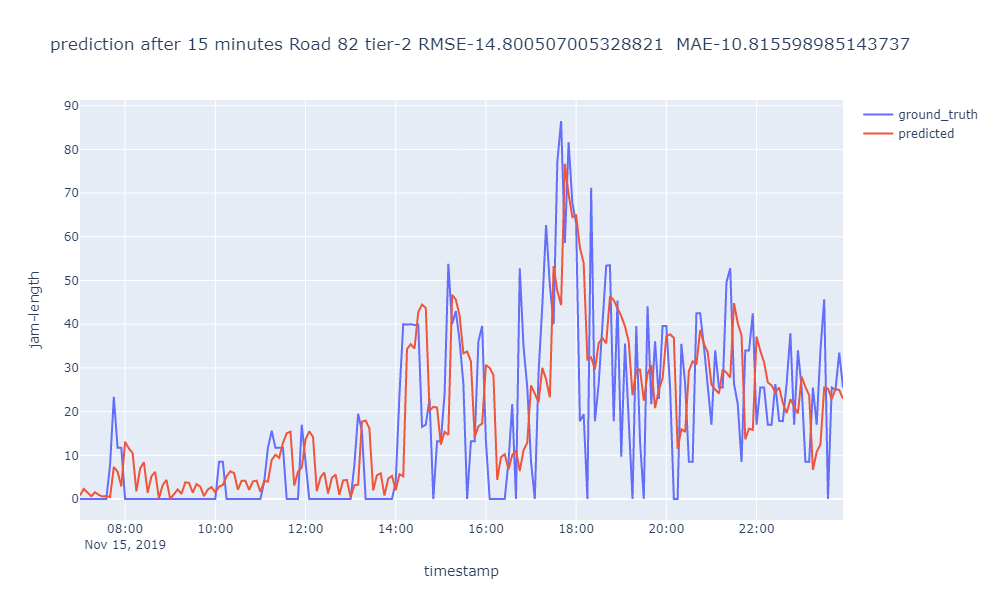 prediction after 15 minutes Road 82 tier-2 RMSE-14.800507005328821  MAE-10.815598985143737
ground_truth
predicted
90
80
70
60
50
40
30
20
10
0
jam-length
08:00 10:00 12:00 14:00 16:00 18:00 20:00 22:00
Nov 15, 2019
timestamp